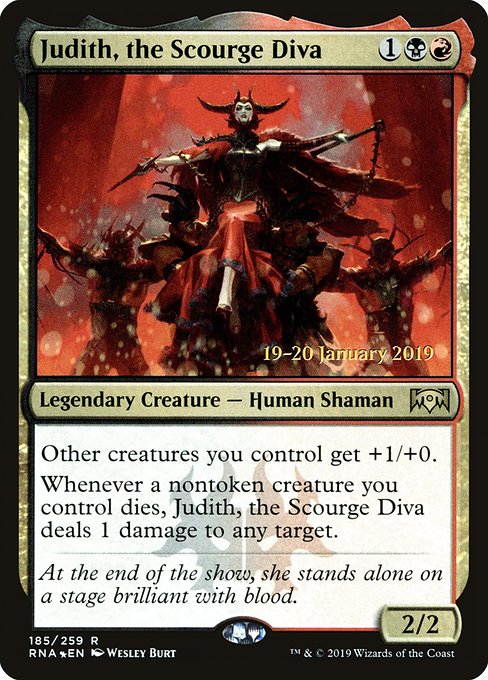 Judith, the Scourge Diva 1
19–20 January 2019
Legendary Creature — Human Shaman
Other creatures you control get +1/+0.
Whenever a nontoken creature you
control dies, Judith, the Scourge Diva
deals 1 damage to any target.
At the end of the show, she stands alone on
a stage brilliant with blood.
2/2
185/259 R
RNA★EN Wesley Burt
™ & © 2019 Wizards of the Coast